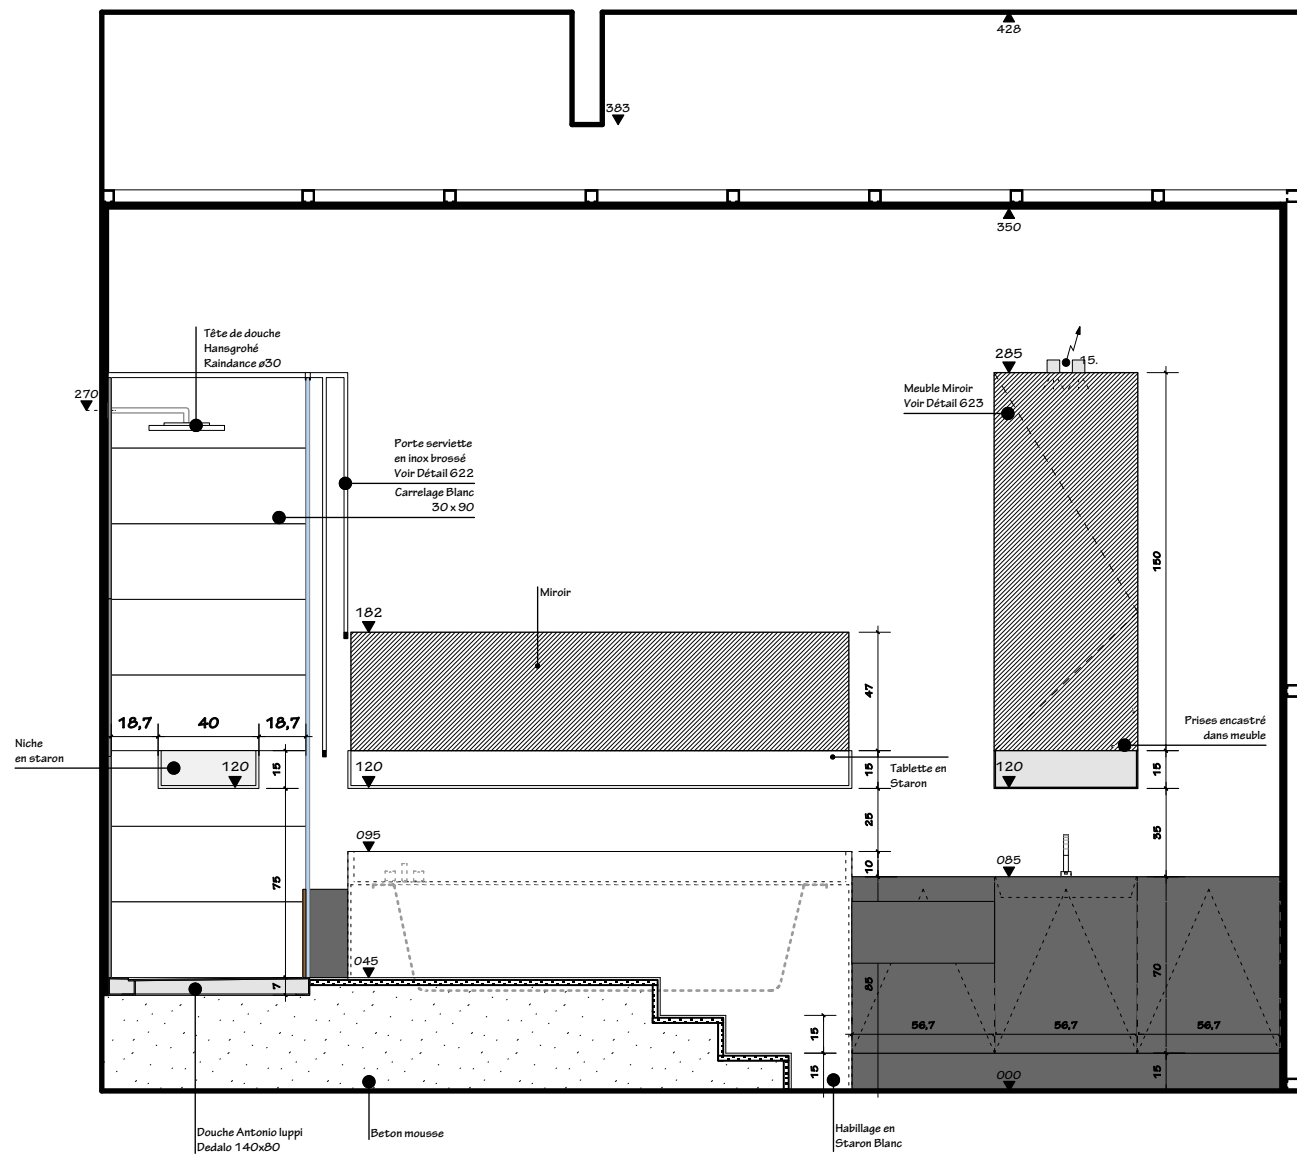 428
383
350
Tête de douche
Hansgrohé
Raindance ø30
285
15.
270
Meuble Miroir
Voir Détail 623
Porte serviette
en inox brossé
Voir Détail 622
Carrelage Blanc
30 x 90
150
Miroir
182
47
18,7
40
18,7
Prises encastré
dans meuble
Niche
en staron
120
15
120
15
Tablette en
Staron
120
15
25
35
095
085
10
75
045
7
85
70
56,7
56,7
56,7
15
15
15
000
Douche Antonio luppi
Dedalo 140x80
Beton mousse
Habillage en
Staron Blanc